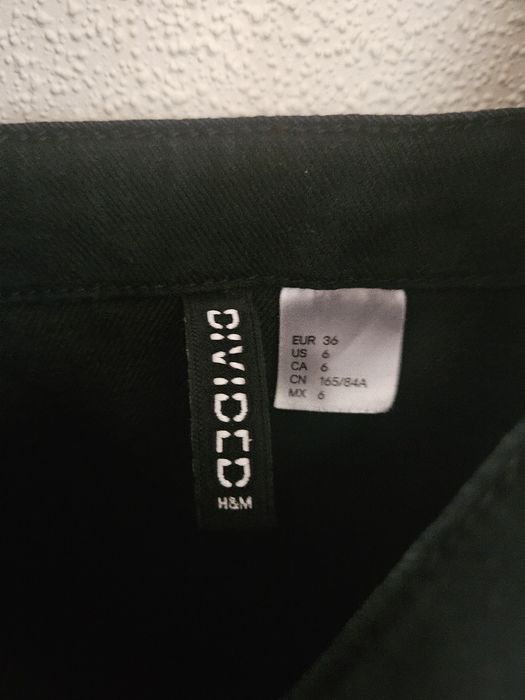 DIVIDED
H&M
EUR 36
US 6
CA 6
CN 165/84A
MX 6